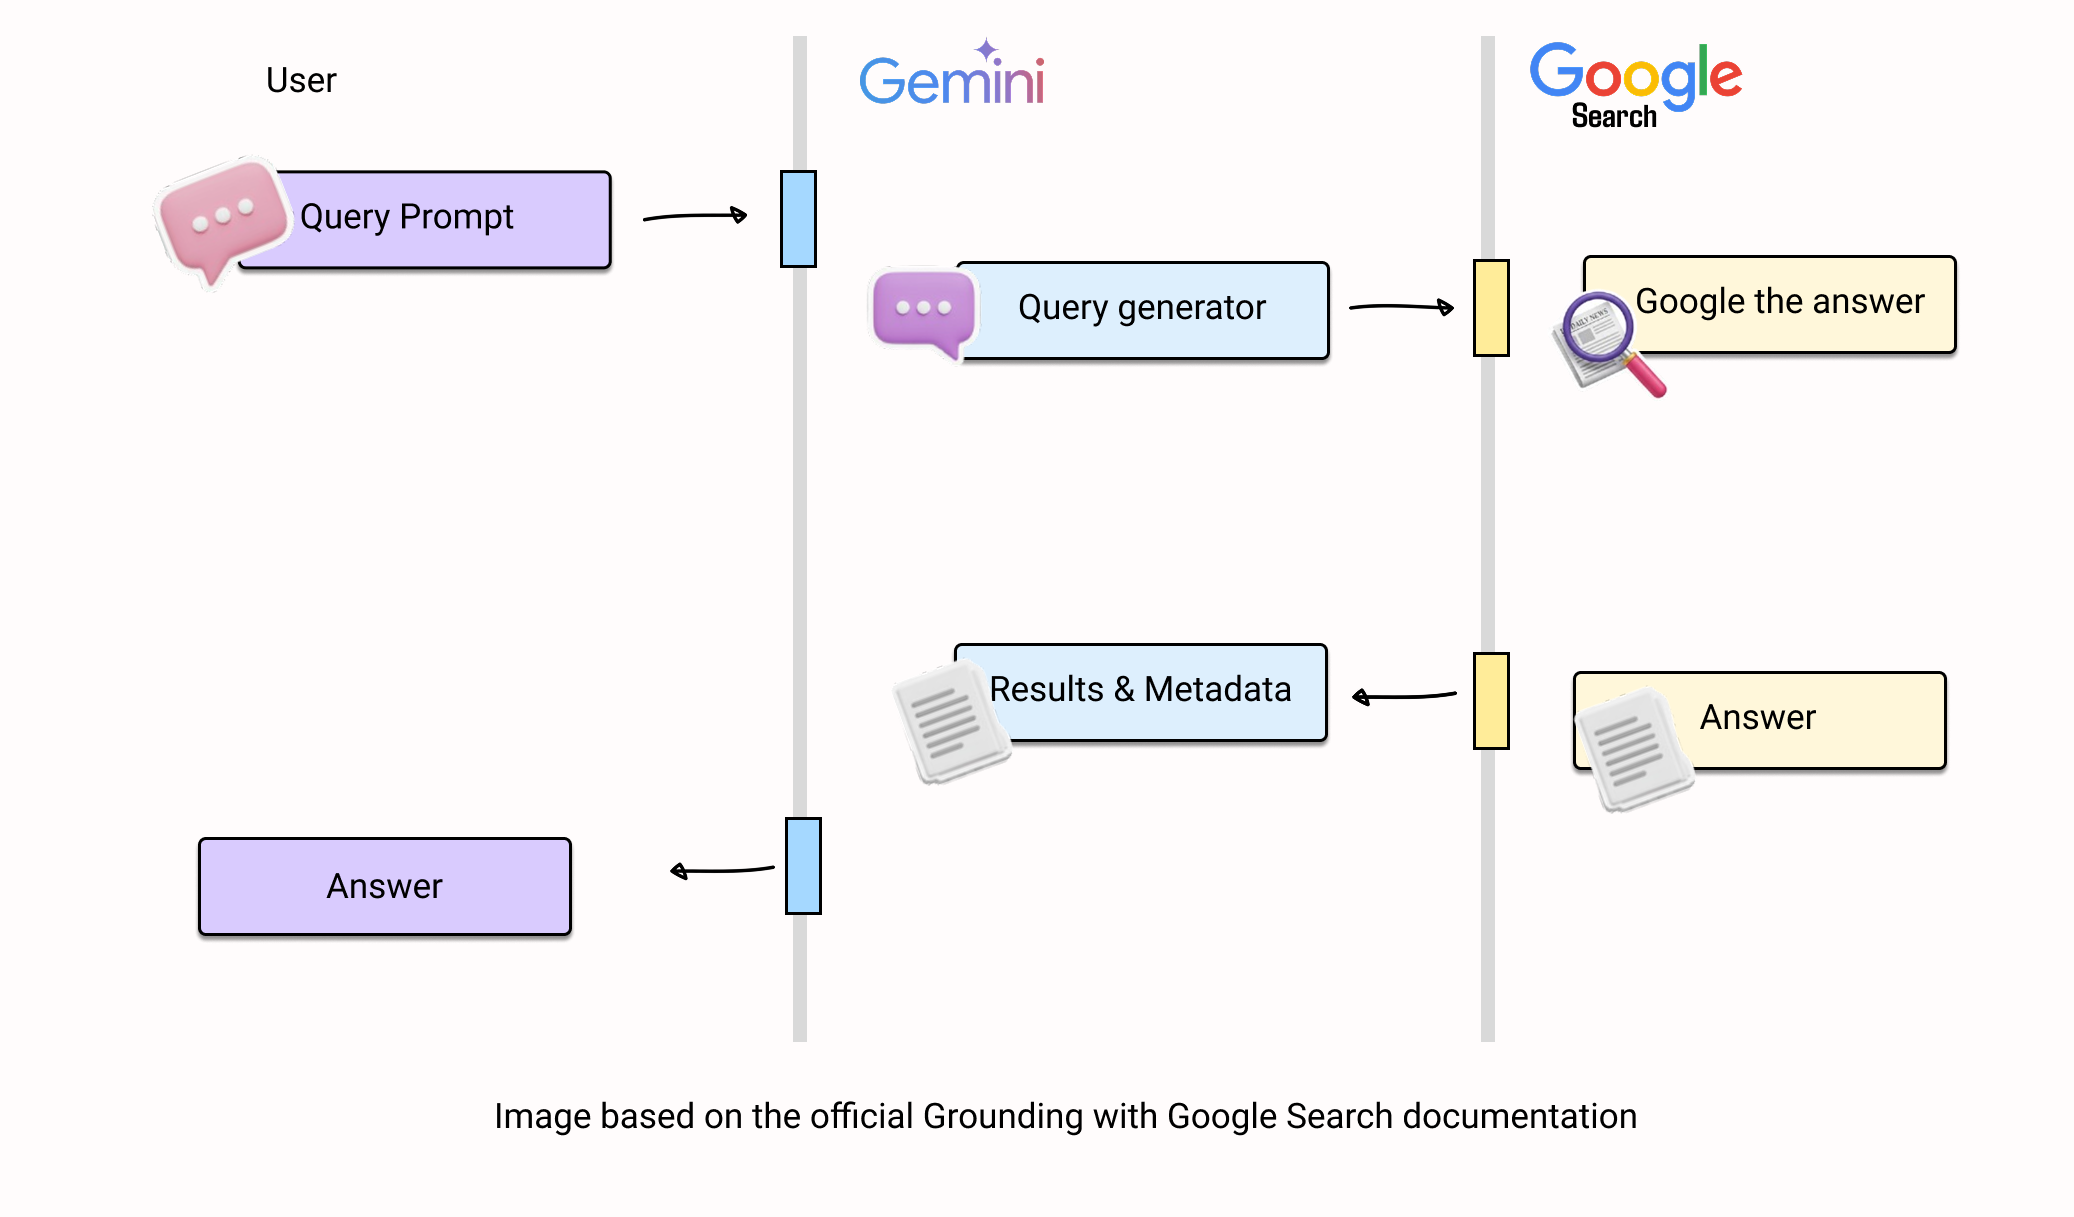 User
Gemini
Google
Search
Query Prompt
Query generator
Google the answer
DAILY NEWS
Results & Metadata
Answer
Answer
Image based on the official Grounding with Google Search documentation